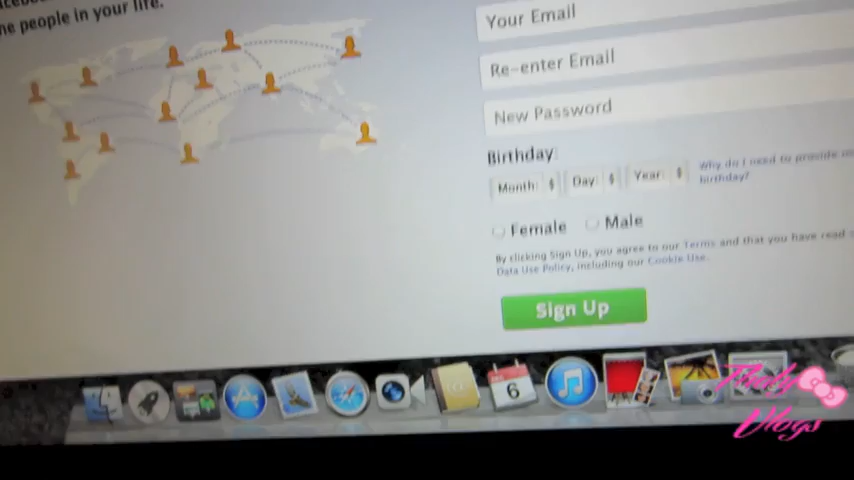 he people in your life.
Your Email
Re-enter Email
New Password
Birthday:
Month: Day: Year: Why do I need to provide
birthday?
Female Male
By clicking Sign Up, you agree to our Terms and that you have read
Data Use Policy, including our Cookie Use.
Sign Up
6
Vlogs